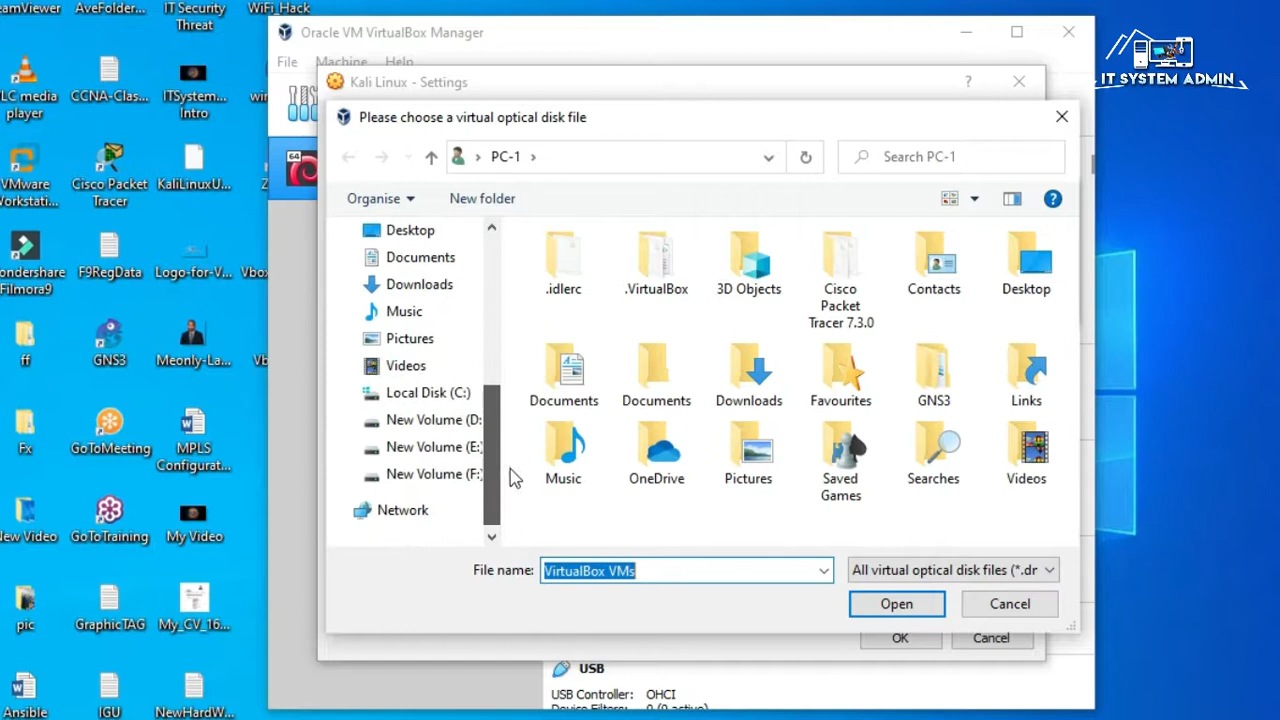 eamViewer
AveFolder...
IT Security
Threat
WiFi_Hack
LC media
player
CCNA-Clas...
ITSystem...
Intro
win
VMware
Workstati...
Cisco Packet
Tracer
KaliLinuxU...
Z
ondershare
Filmora9
F9RegData
Logo-for-V...
Vbox
ff
GNS3
Meonly-La...
Vb
Fx
GoToMeeting
MPLS
Configurat...
New Video
GoToTraining
My Video
pic
GraphicTAG
My_CV_16...
Ansible
IGU
NewHardW...
Oracle VM VirtualBox Manager
File
Machine
Help
64
Kali Linux - Settings
?
Please choose a virtual optical disk file
PC-1
Search PC-1
Organise
New folder
?
Desktop
Documents
Downloads
Music
Pictures
Videos
Local Disk (C:)
New Volume (D:
New Volume (E:
New Volume (F:
Network
.idlerc
.VirtualBox
3D Objects
Cisco
Packet
Tracer 7.3.0
Contacts
Desktop
Documents
Documents
Downloads
Favourites
GNS3
Links
Music
OneDrive
Pictures
Saved
Games
Searches
Videos
File name:
VirtualBox VMs
All virtual optical disk files (*.dr
Open
Cancel
OK
Cancel
USB
USB Controller:
OHCI
Device Filters:
0 (0 active)
IT SYSTEM ADMIN